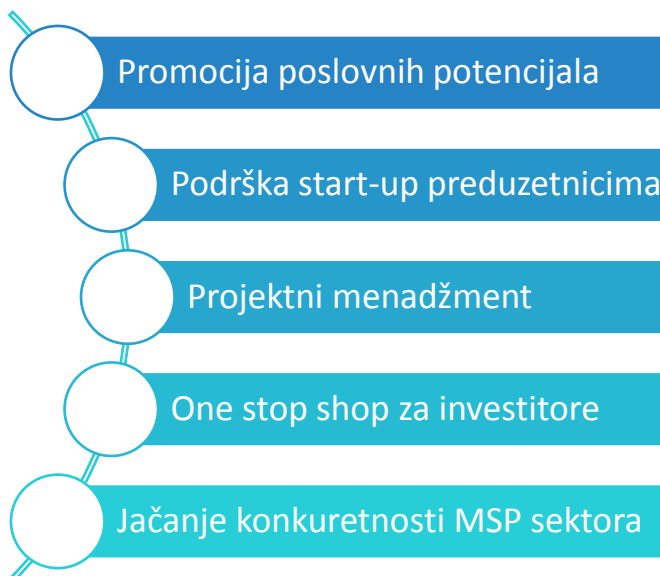 Promocija poslovnih potencijala
Podrška start-up preduzetnicima
Projektni menadžment
One stop shop za investitore
Jačanje konkuretnosti MSP sektora